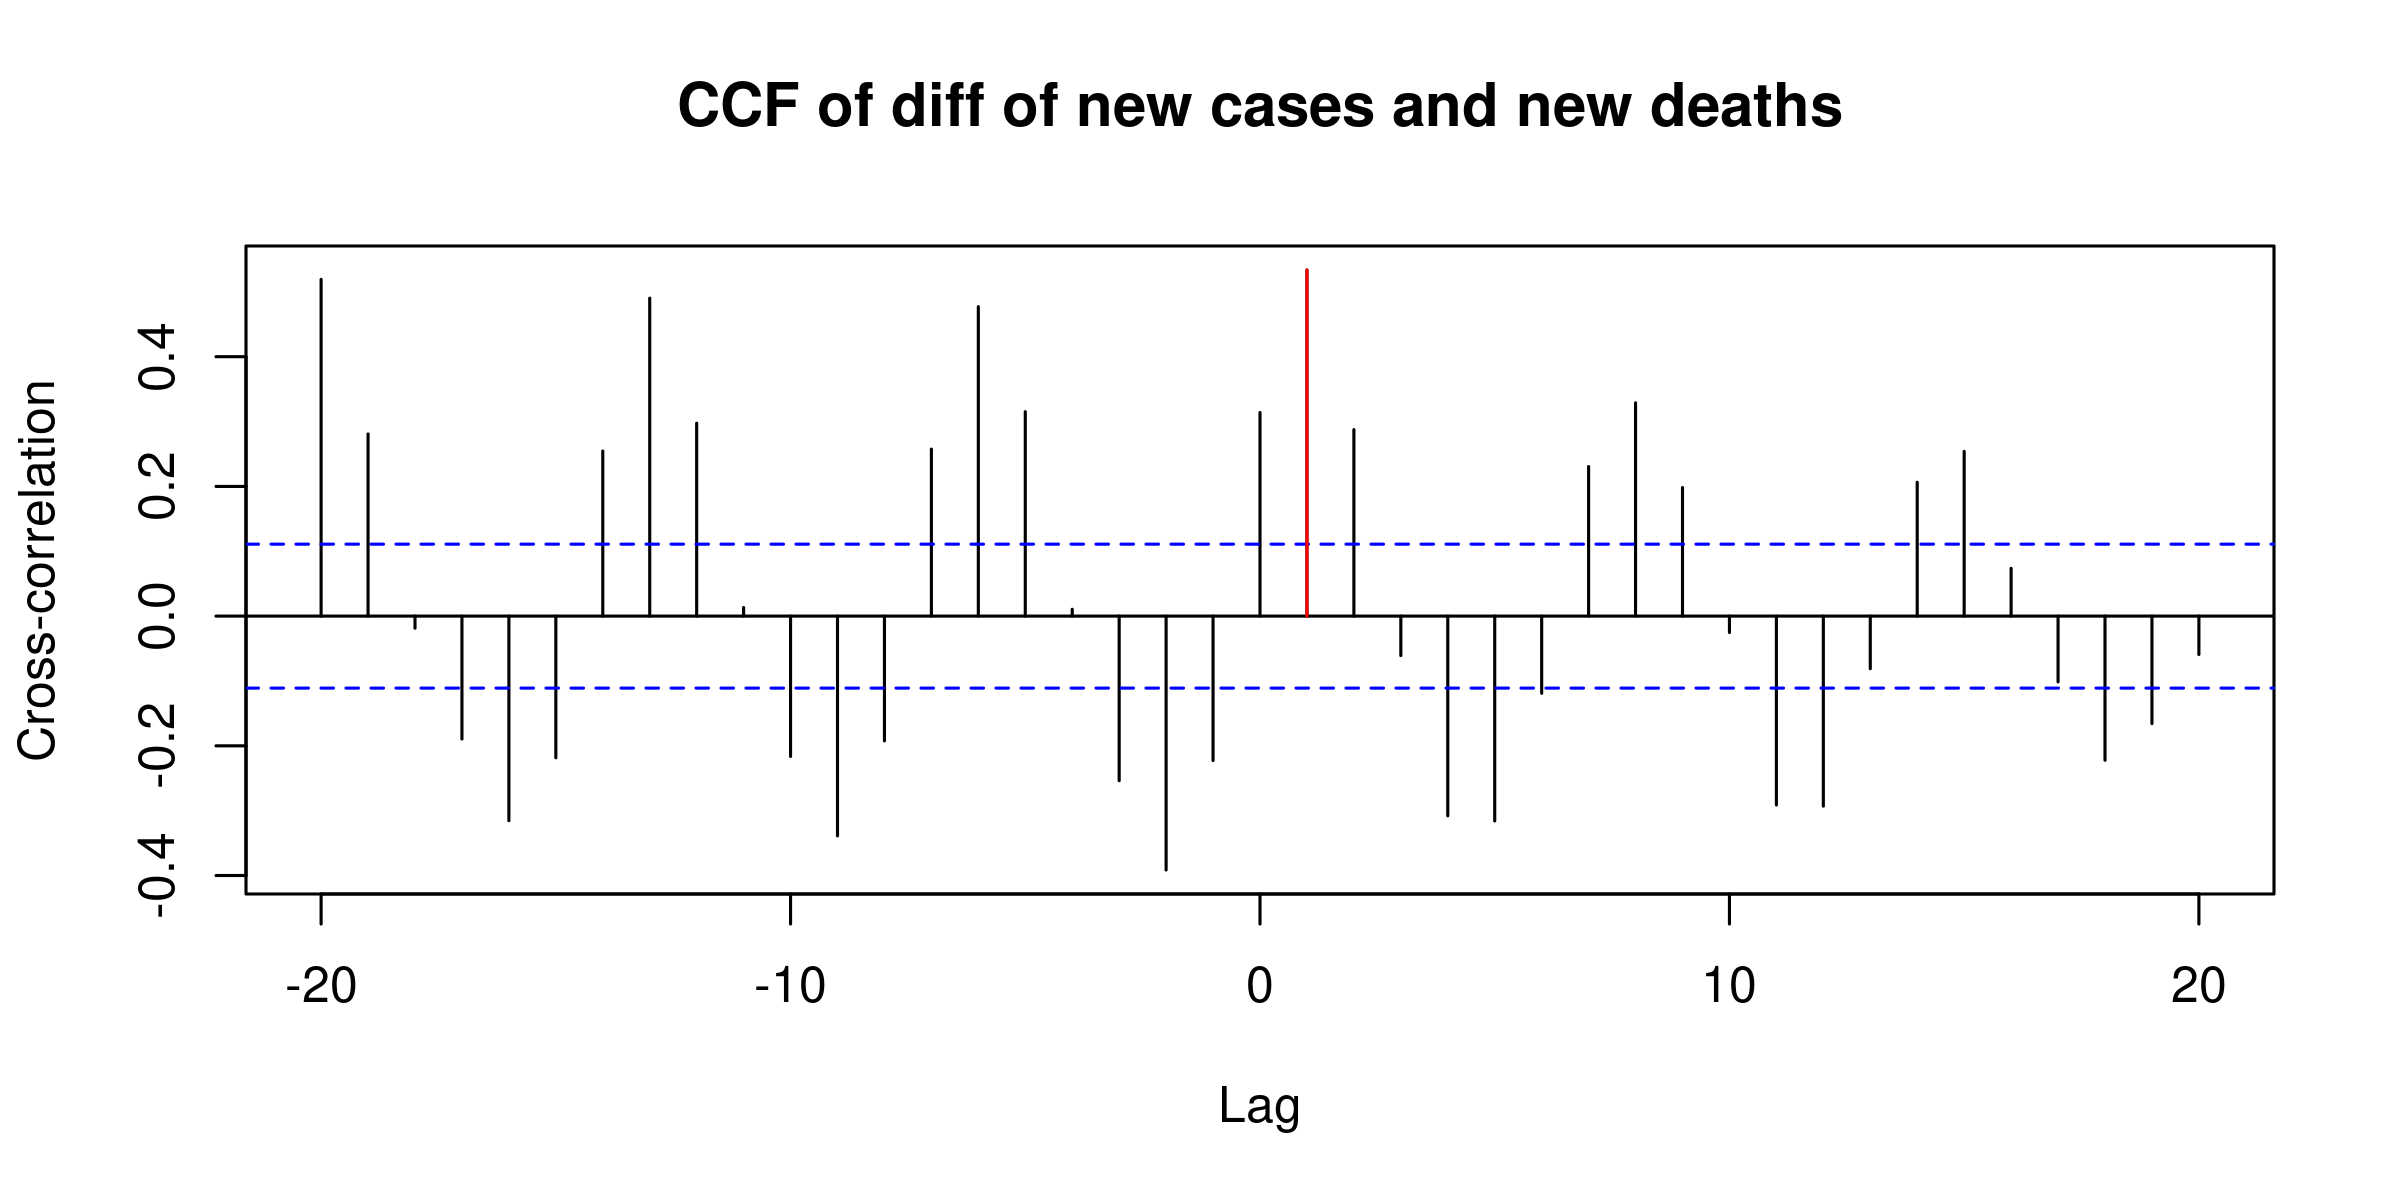 CCF of diff of new cases and new deaths
Cross-correlation
0.4
0.2
0.0
-0.2
-0.4
-20 -10 0 10 20
Lag